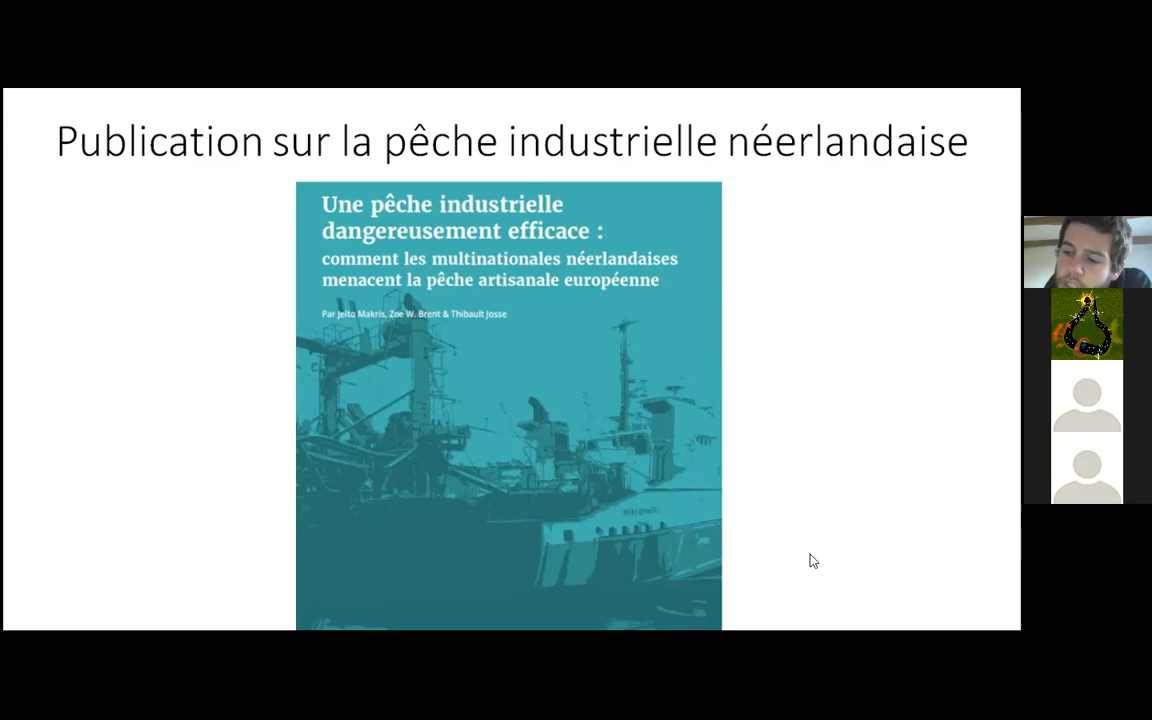 Publication sur la pêche industrielle néerlandaise
Une pêche industrielle
dangereusement efficace :
comment les multinationales néerlandaises
menacent la pêche artisanale européenne
Par Jelto Makris, Zoe W. Brent & Thibault Josse